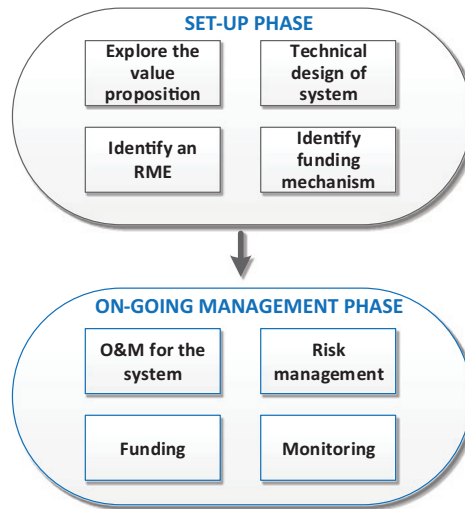 SET-UP PHASE
Explore the
value
proposition
Technical
design of
system
Identify an
RME
Identify
funding
mechanism
ON-GOING MANAGEMENT PHASE
O&M for the
system
Risk
management
Funding
Monitoring